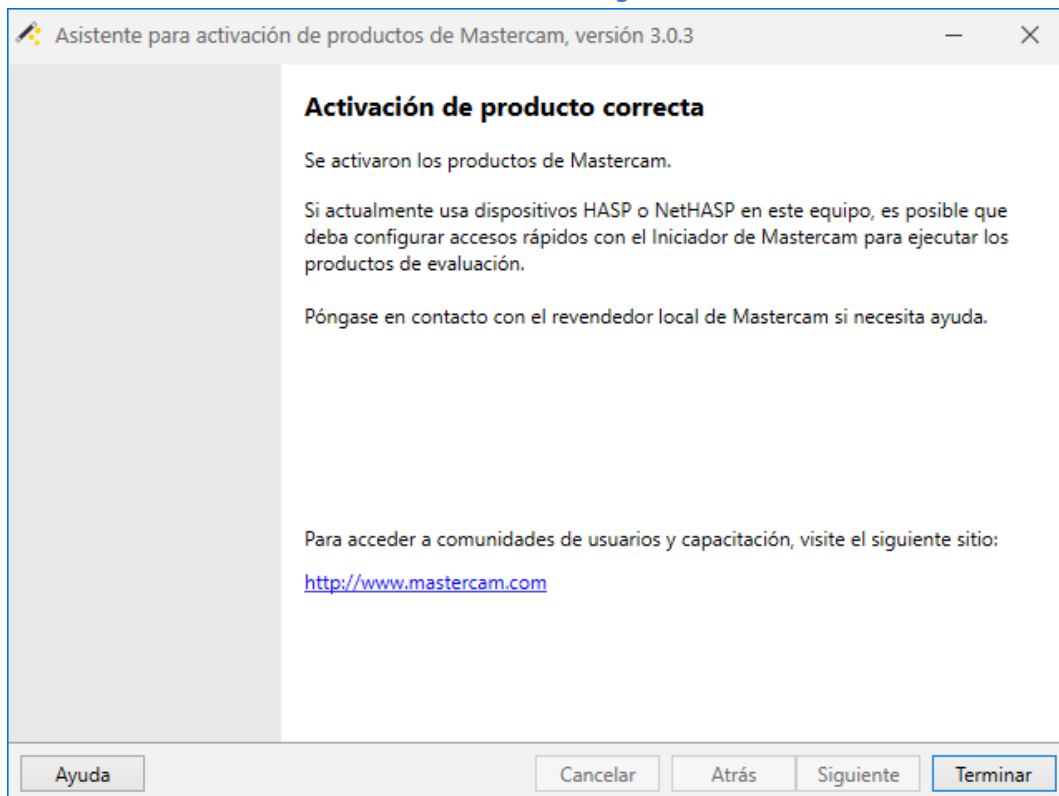 Asistente para activación de productos de Mastercam, versión 3.0.3
Activación de producto correcta
Se activaron los productos de Mastercam.
Si actualmente usa dispositivos HASP o NetHASP en este equipo, es posible que
deba configurar accesos rápidos con el Iniciador de Mastercam para ejecutar los
productos de evaluación.
Póngase en contacto con el revendedor local de Mastercam si necesita ayuda.
Para acceder a comunidades de usuarios y capacitación, visite el siguiente sitio:
http://www.mastercam.com
Ayuda Cancelar Atrás Siguiente Terminar